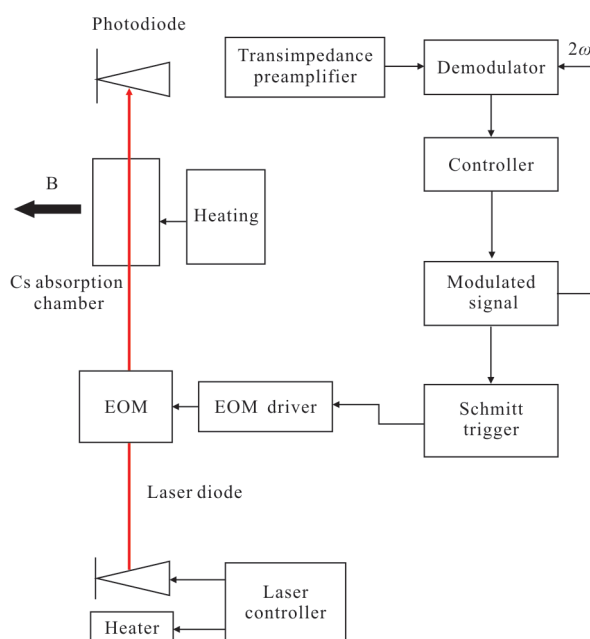 Photodiode
Transimpedance
preamplifier
Demodulator
2ω
Controller
B
Heating
Cs absorption
chamber
Modulated
signal
EOM
EOM driver
Schmitt
trigger
Laser diode
Laser
controller
Heater